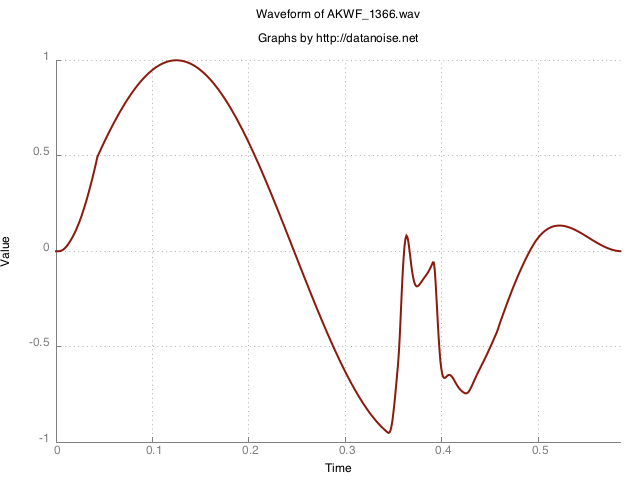 Waveform of AKWF_1366.wav
Graphs by http://datanoise.net
1
0.5
0
-0.5
-1
Value
0 0.1 0.2 0.3 0.4 0.5
Time